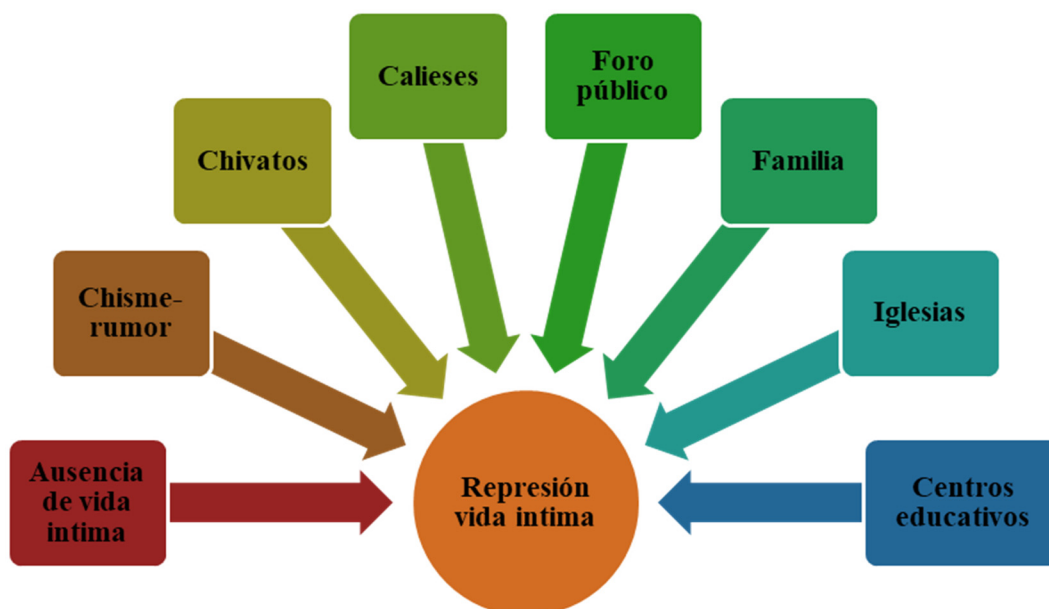 Calieses
Foro
público
Chivatos
Familia
Chisme-
rumor
Iglesias
Ausencia
de vida
intima
Represión
vida intima
Centros
educativos